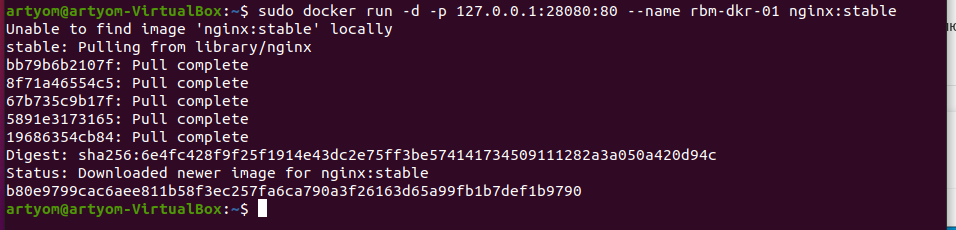 artyom@artyom-VirtualBox:~$ sudo docker run -d -p 127.0.0.1:28080:80 --name rbm-dkr-01 nginx:stable
Unable to find image 'nginx:stable' locally
stable: Pulling from library/nginx
bb79b6b2107f: Pull complete
8f71a46554c5: Pull complete
67b735c9b17f: Pull complete
5891e3173165: Pull complete
19686354cb84: Pull complete
Digest: sha256:6e4fc428f9f25f1914e43dc2e75ff3be574141734509111282a3a050a420d94c
Status: Downloaded newer image for nginx:stable
b80e9799cac6aee811b58f3ec257fa6ca790a3f26163d65a99fb1b7def1b9790
artyom@artyom-VirtualBox:~$